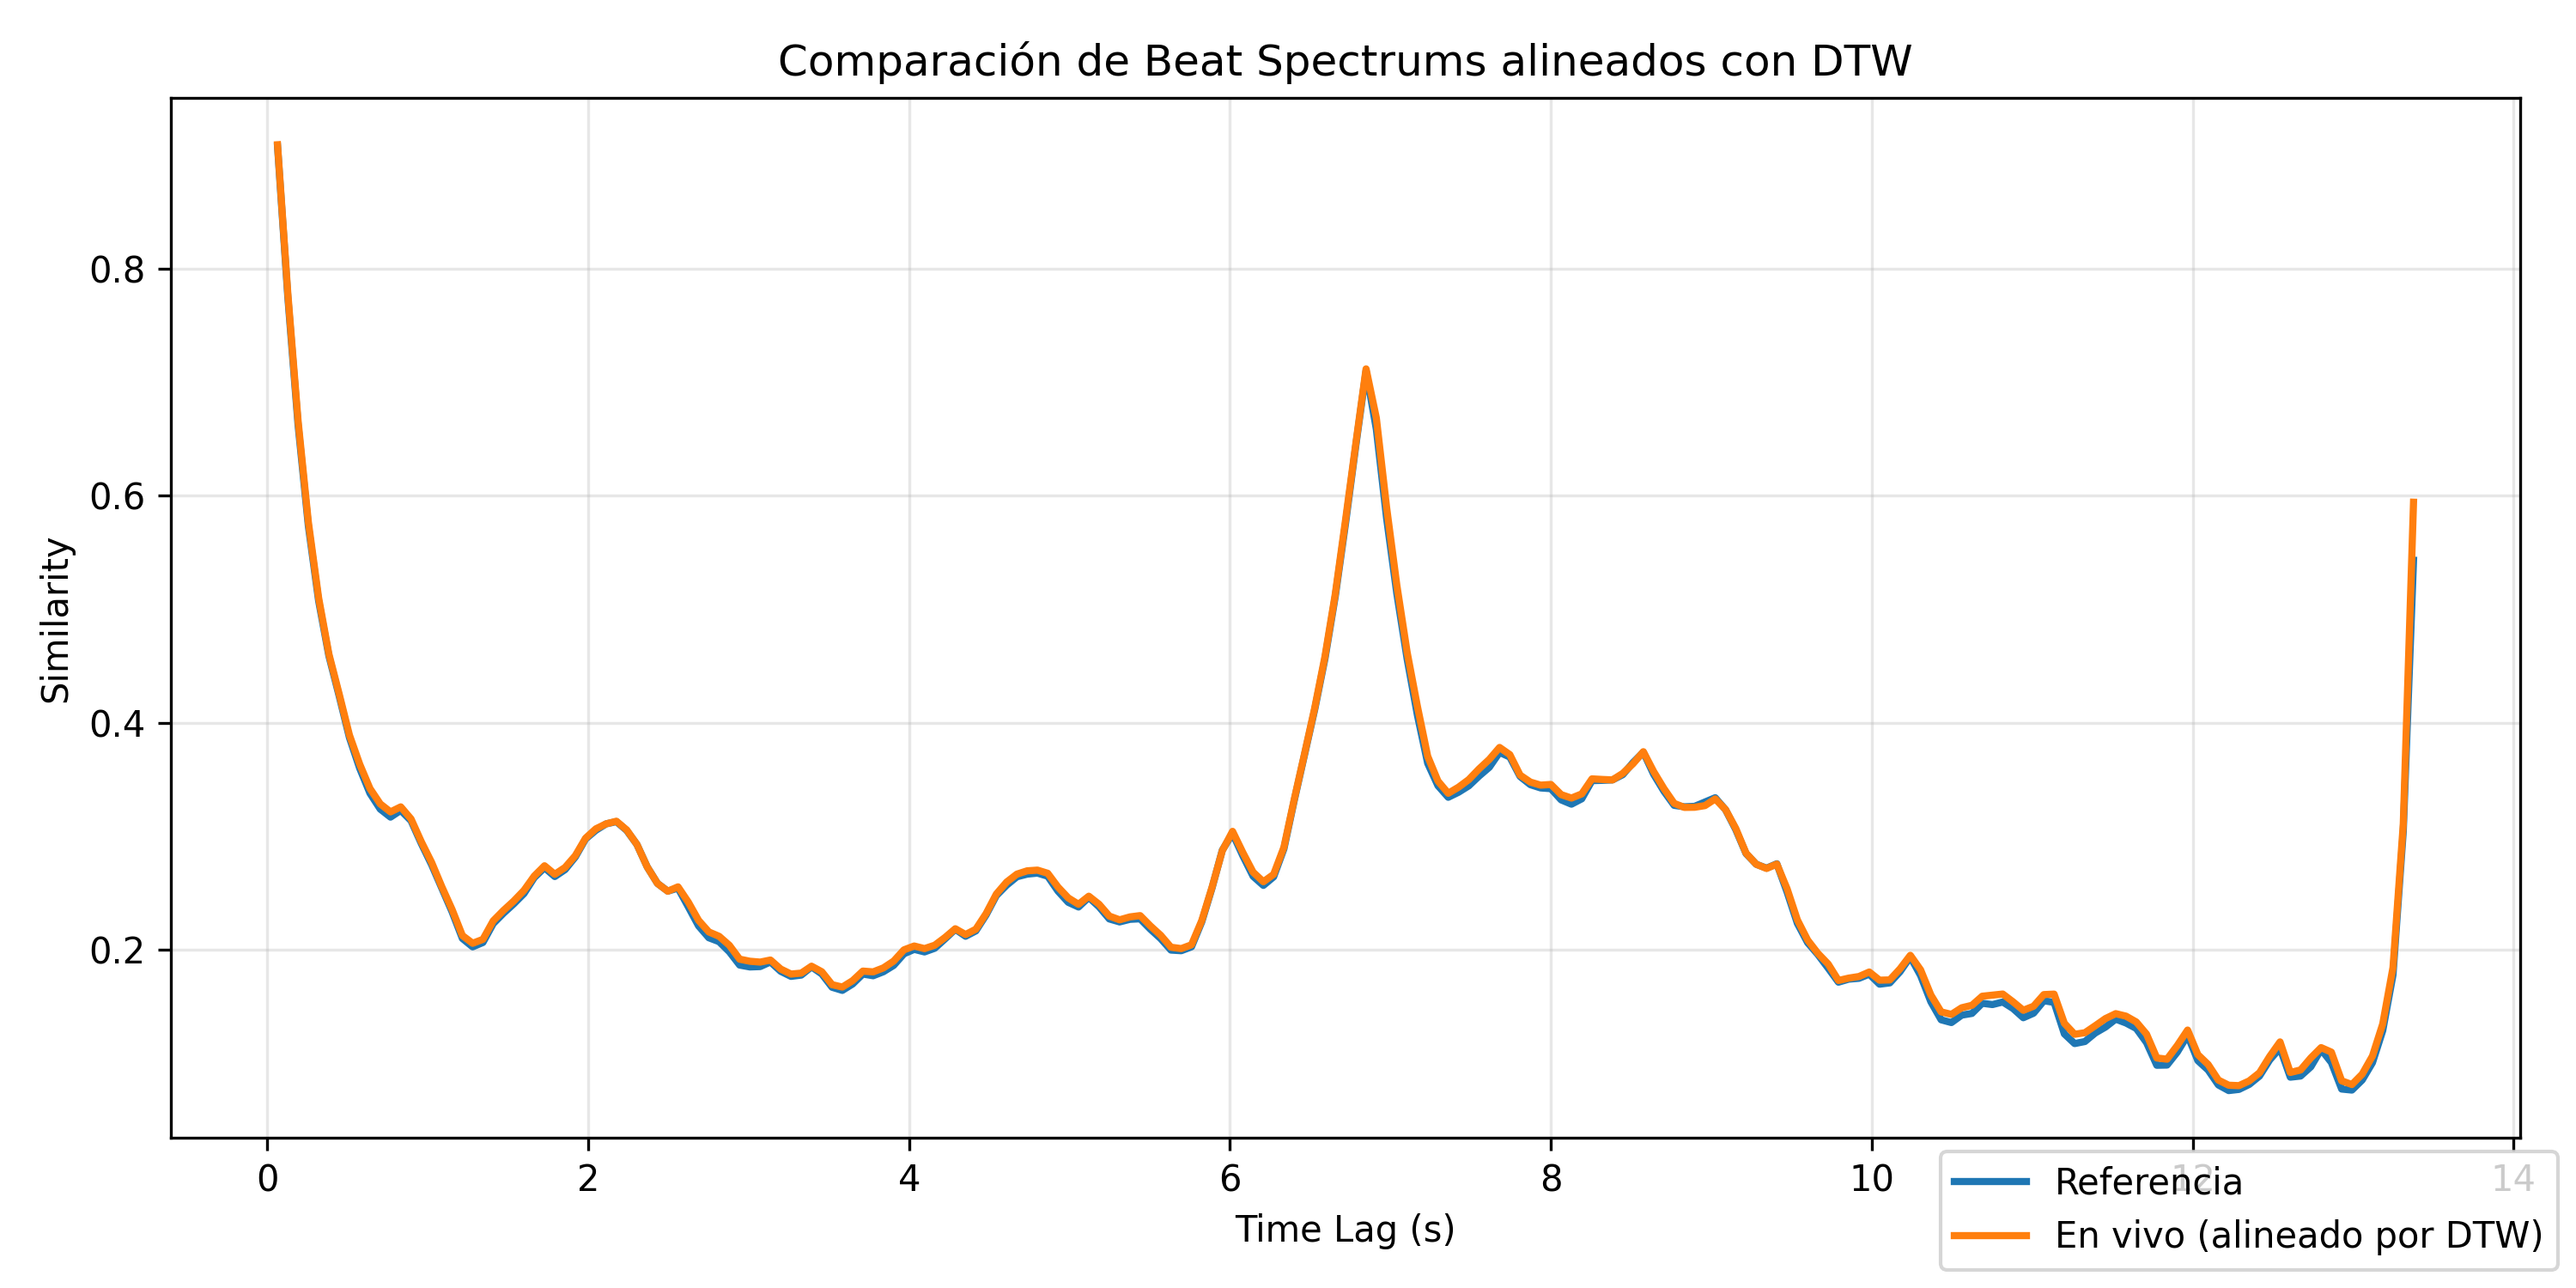 Comparación de Beat Spectrums alineados con DTW
Similarity
0.8
0.6
0.4
0.2
0 2 4 6 8 10 12 14
Time Lag (s)
Referencia
En vivo (alineado por DTW)